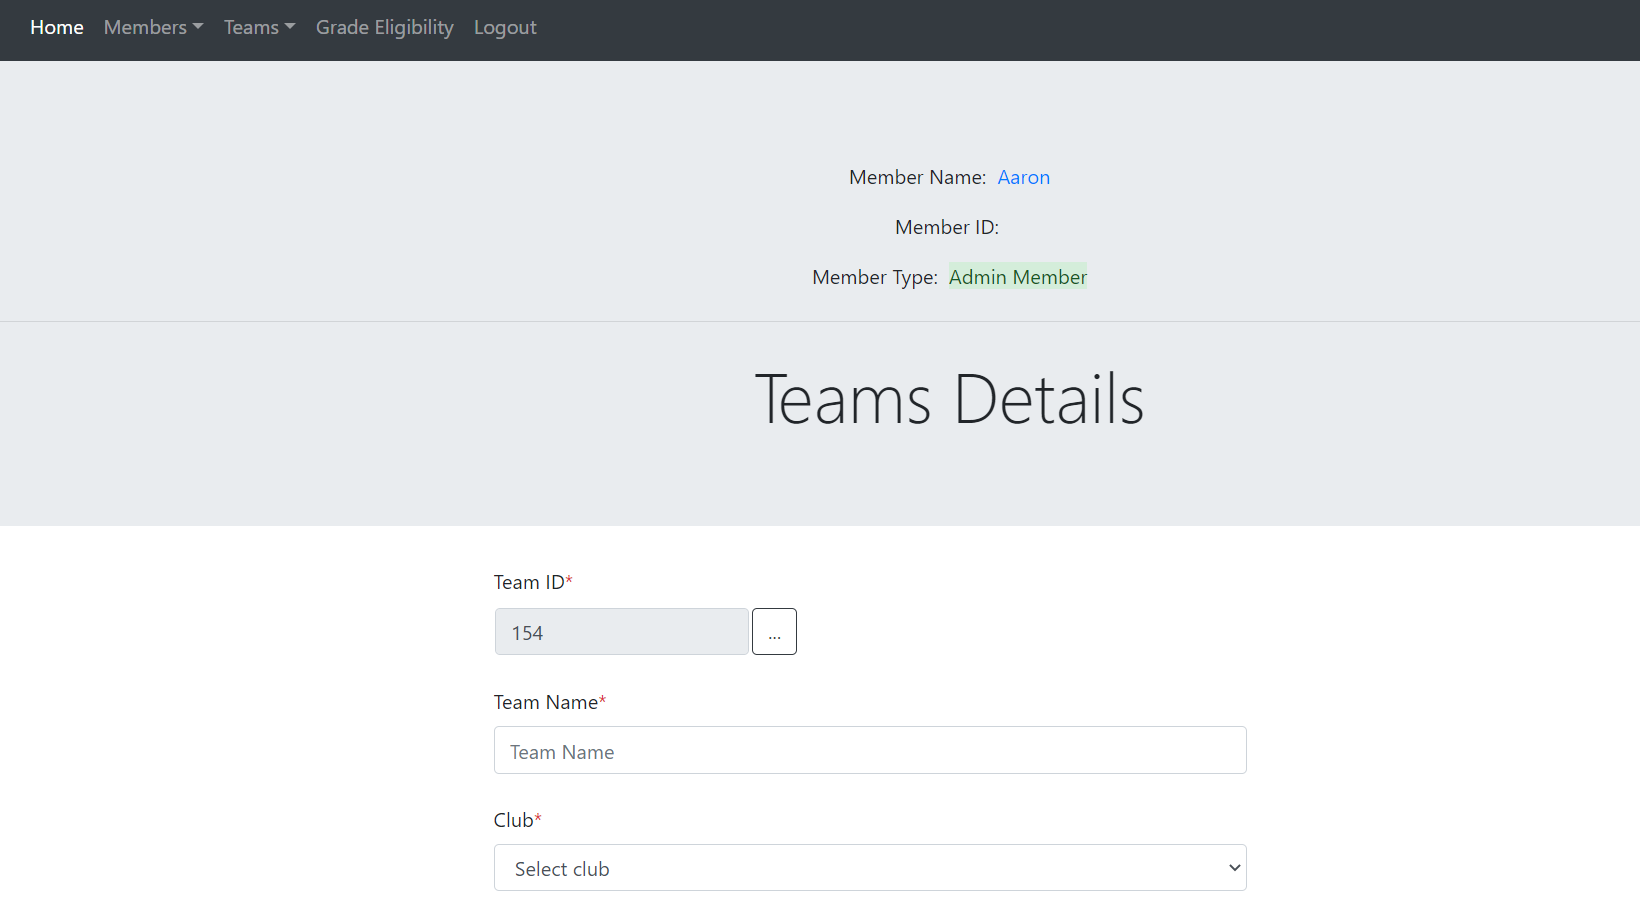 Home Members Teams Grade Eligibility Logout
Member Name: Aaron
Member ID:
Member Type: Admin Member
Teams Details
Team ID*
154 ...
Team Name*
Team Name
Club*
Select club